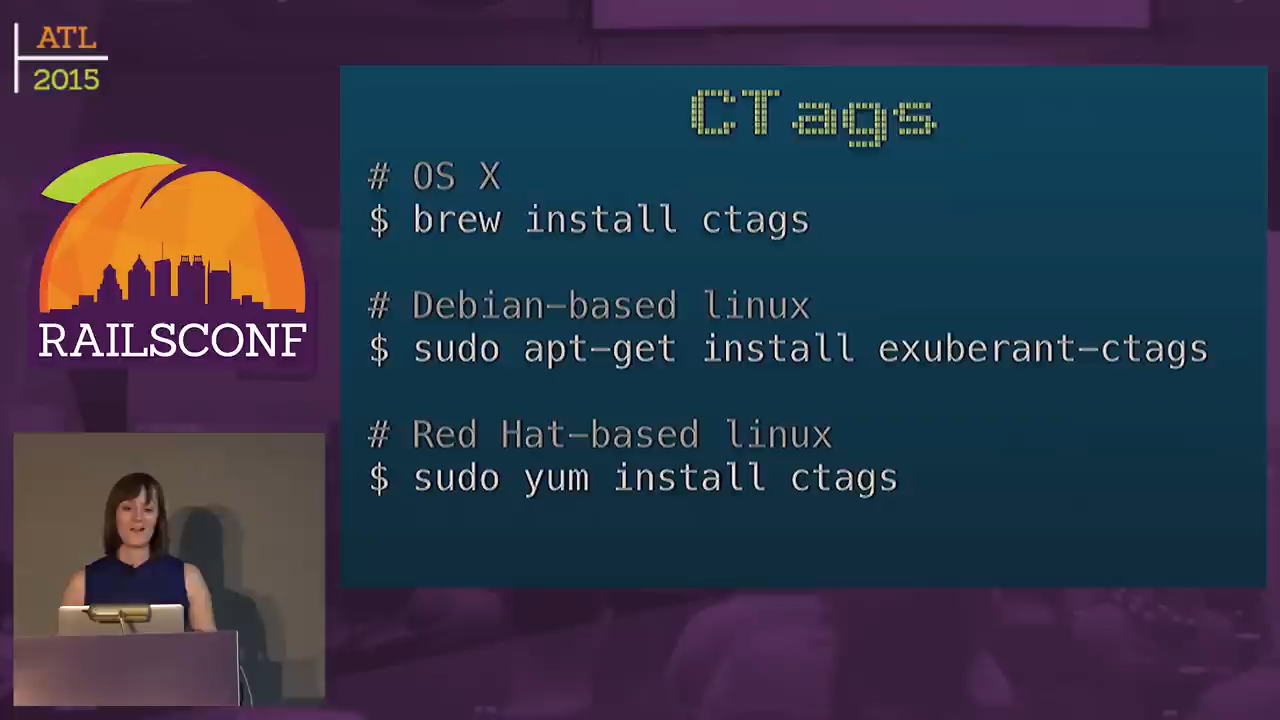 ATL
2015
RAILSCONF
CTags
# OS X
$ brew install ctags
# Debian-based linux
$ sudo apt-get install exuberant-ctags
# Red Hat-based linux
$ sudo yum install ctags